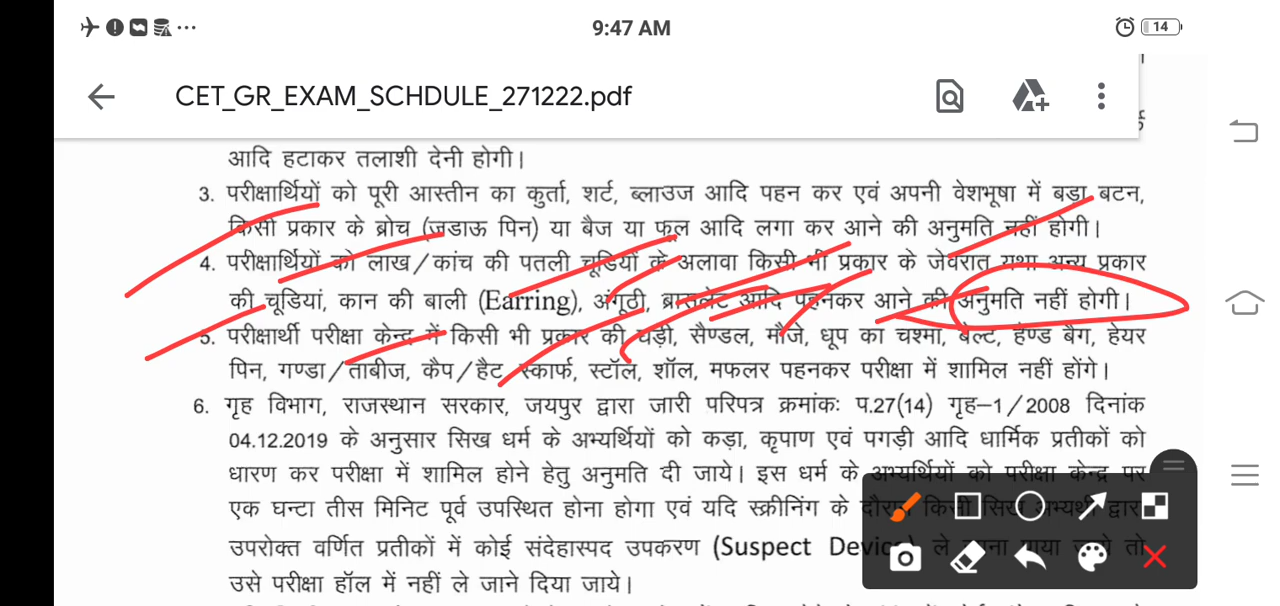 9:47 AM
14
CET_GR_EXAM_SCHDULE_271222.pdf
आदि हटाकर तलाशी देनी होगी।
3. परीक्षार्थियों को पूरी आस्तीन का कुर्ता, शर्ट, ब्लाउज आदि पहन कर एवं अपनी वेशभूषा में बड़ा बटन,
किसी प्रकार के ब्रोच (जडाऊ पिन) या बैज या फूल आदि लगा कर आने की अनुमति नहीं होगी।
4. परीक्षार्थियों को लाख/कांच की पतली चूडियों के अलावा किसी भी प्रकार के जेवरात यथा अन्य प्रकार
की चूडियां, कान की बाली (Earring), अंगूठी, ब्रासलेट आदि पहनकर आने की अनुमति नहीं होगी।
5. परीक्षार्थी परीक्षा केन्द्र में किसी भी प्रकार की घड़ी, सैण्डल, मौजे, धूप का चश्मा, बेल्ट, हैण्ड बैग, हेयर
पिन, गण्डा/ताबीज, कैप/हैट, स्कार्फ, स्टॉल, शॉल, मफलर पहनकर परीक्षा में शामिल नहीं होंगे।
6. गृह विभाग, राजस्थान सरकार, जयपुर द्वारा जारी परिपत्र क्रमांकः प.27(14) गृह–1/2008 दिनांक
04.12.2019 के अनुसार सिख धर्म के अभ्यर्थियों को कड़ा, कृपाण एवं पगड़ी आदि धार्मिक प्रतीकों को
धारण कर परीक्षा में शामिल होने हेतु अनुमति दी जाये। इस धर्म के अभ्यर्थियों को परीक्षा केन्द्र पर
एक घन्टा तीस मिनिट पूर्व उपस्थित होना होगा एवं यदि स्क्रीनिंग के दौरान किसी सिख अभ्यर्थी द्वारा
उपरोक्त वर्णित प्रतीकों में कोई संदेहास्पद उपकरण (Suspect Device) ले जाना पाया जाये तो
उसे परीक्षा हॉल में नहीं ले जाने दिया जाये।